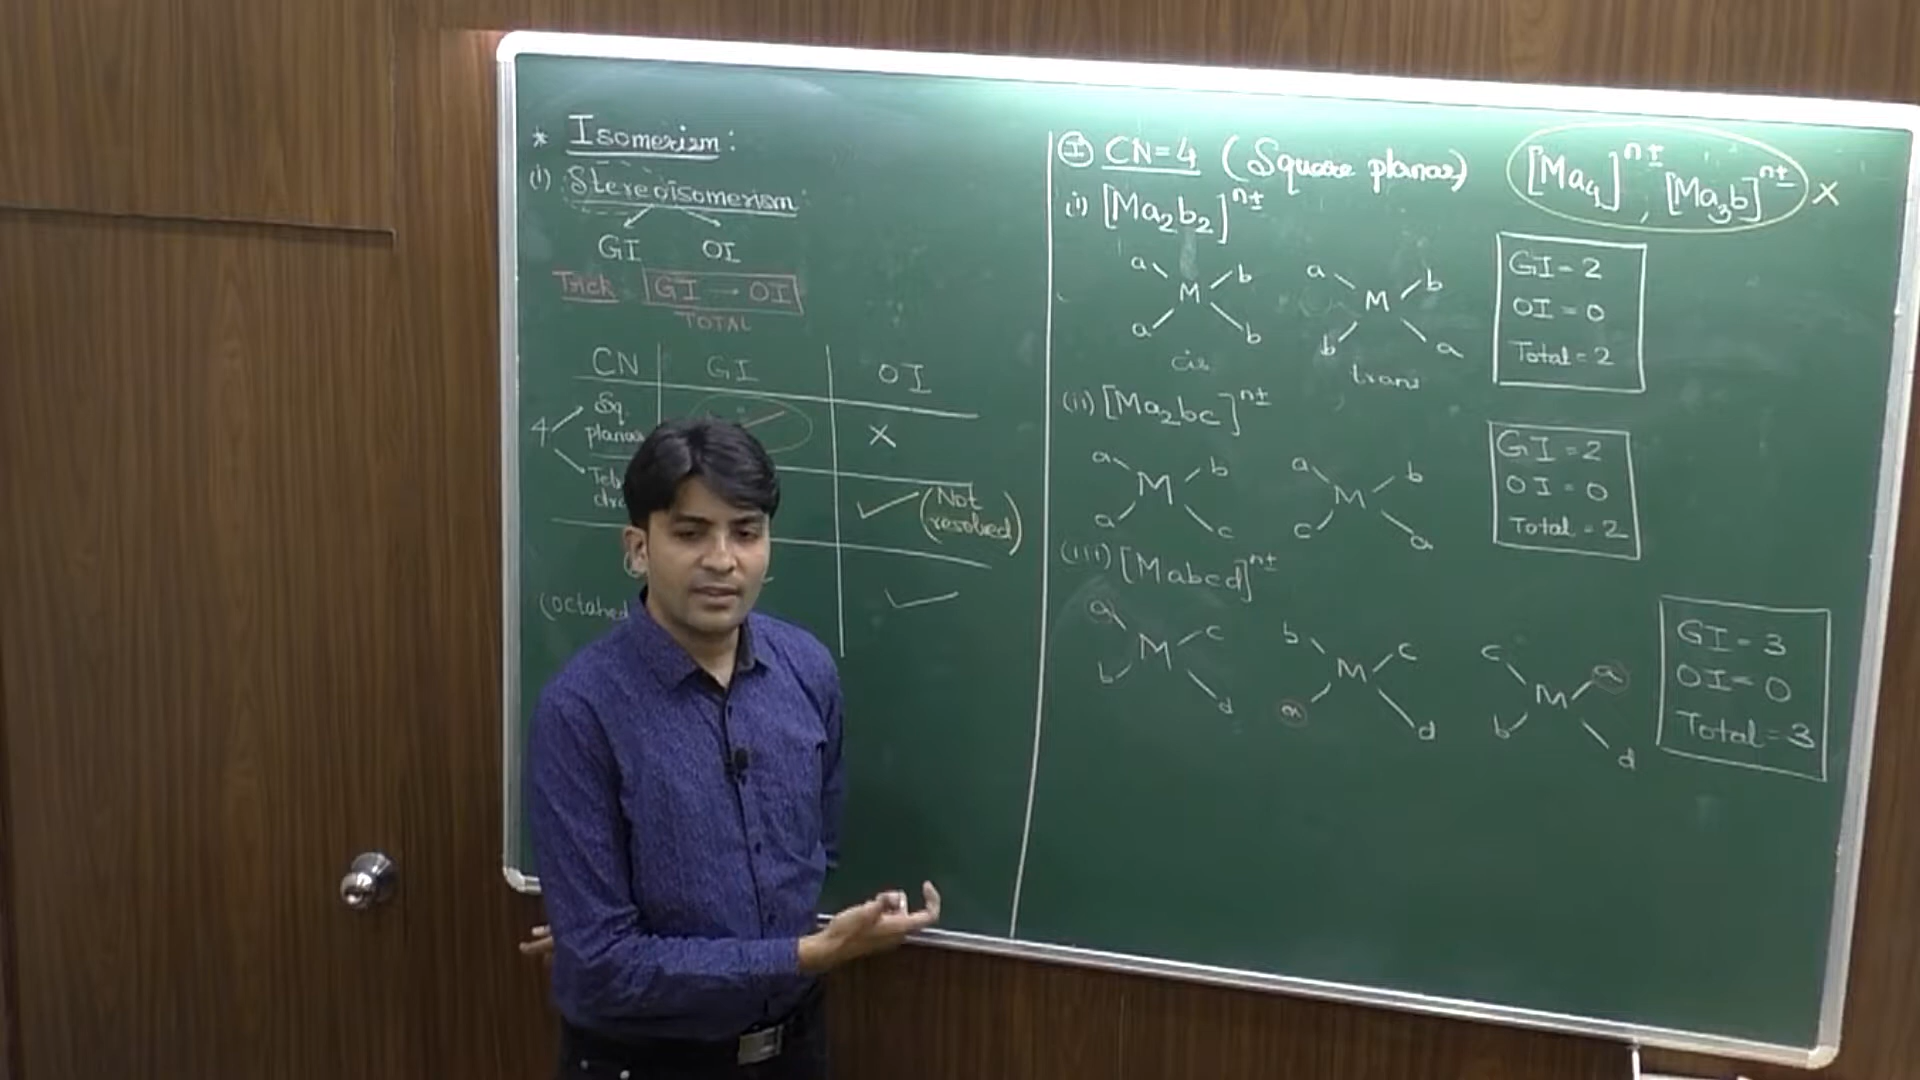 * Isomerism:
(i) Stereoisomerism
GI OI
Trick GI → OI
TOTAL
CN GI OI
4 Sq. planar X
(Not resolved)
(octahed
I CN=4 (Square planar) [Ma4]n±, [Ma3b]n± X
(i) [Ma2b2]n±
a b M a b
cis
a b M b a
trans
GI = 2
OI = 0
Total = 2
(ii) [Ma2bc]n±
a b M a c
a b M c a
GI = 2
OI = 0
Total = 2
(iii) [Mabcd]n±
a c M b d
b c M a d
c a M b d
GI = 3
OI = 0
Total = 3